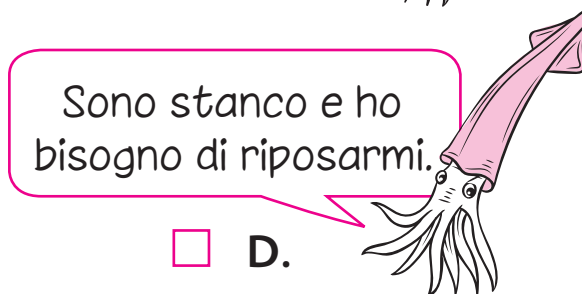 Sono stanco e ho
bisogno di riposarmi.
D.